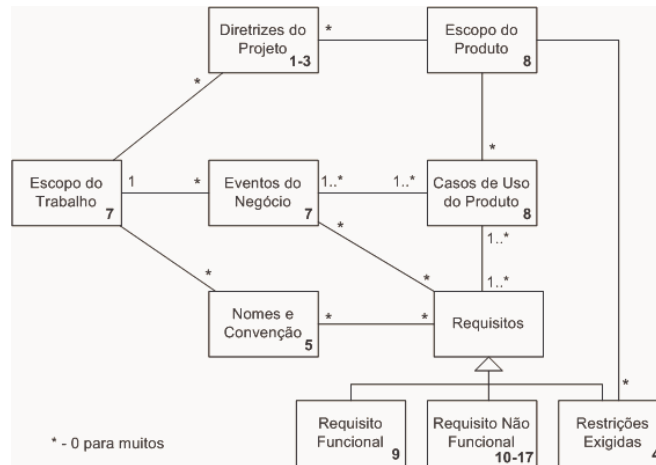 Diretrizes do
Projeto
1-3
*
Escopo do
Produto
8
*
*
Escopo do
Trabalho
7
1
*
Eventos do
Negócio
7
1..*
1..*
Casos de Uso
do Produto
8
*
1..*
*
*
1..*
Nomes e
Convenção
5
*
*
Requisitos
*
Requisito
Funcional
9
Requisito Não
Funcional
10-17
Restrições
Exigidas
4
* - 0 para muitos